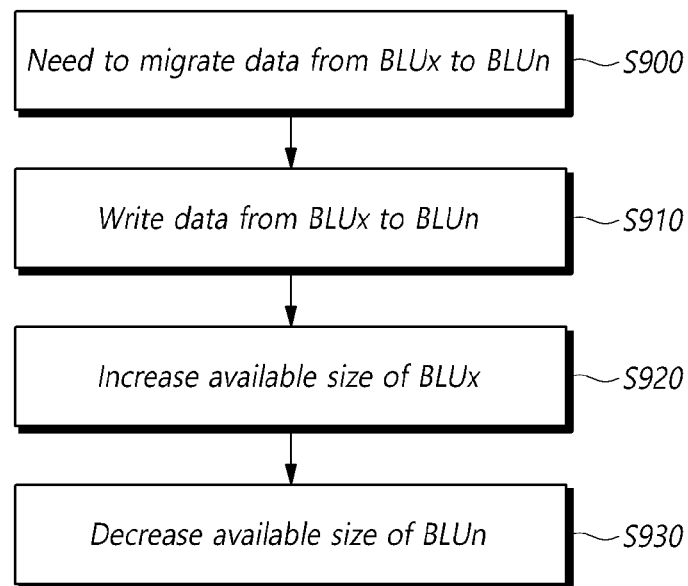 Need to migrate data from BLUx to BLUn S900
Write data from BLUx to BLUn S910
Increase available size of BLUx S920
Decrease available size of BLUn S930